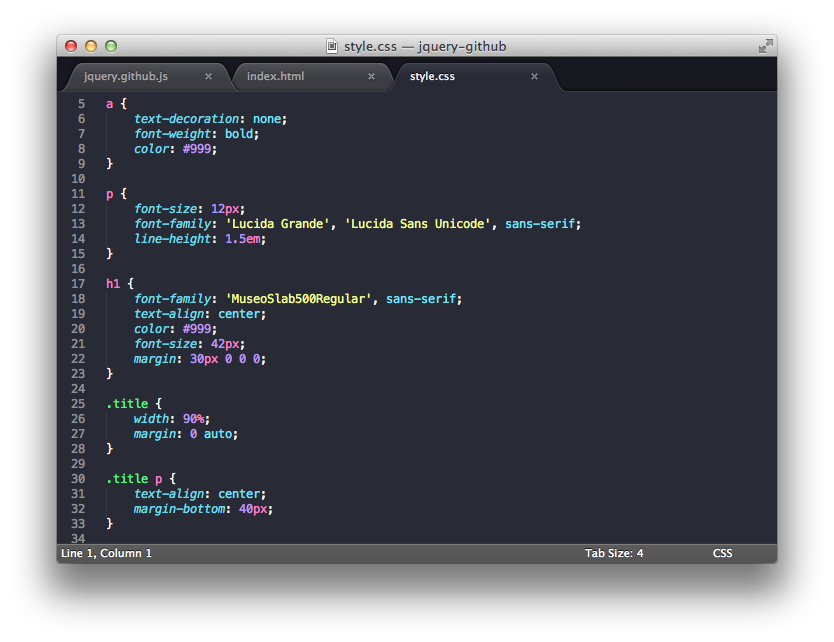 style.css — jquery-github
jquery.github.js × index.html × style.css ×
5 a {
6 text-decoration: none;
7 font-weight: bold;
8 color: #999;
9 }
10
11 p {
12 font-size: 12px;
13 font-family: 'Lucida Grande', 'Lucida Sans Unicode', sans-serif;
14 line-height: 1.5em;
15 }
16
17 h1 {
18 font-family: 'MuseoSlab500Regular', sans-serif;
19 text-align: center;
20 color: #999;
21 font-size: 42px;
22 margin: 30px 0 0 0;
23 }
24
25 .title {
26 width: 90%;
27 margin: 0 auto;
28 }
29
30 .title p {
31 text-align: center;
32 margin-bottom: 40px;
33 }
34
Line 1, Column 1 Tab Size: 4 CSS